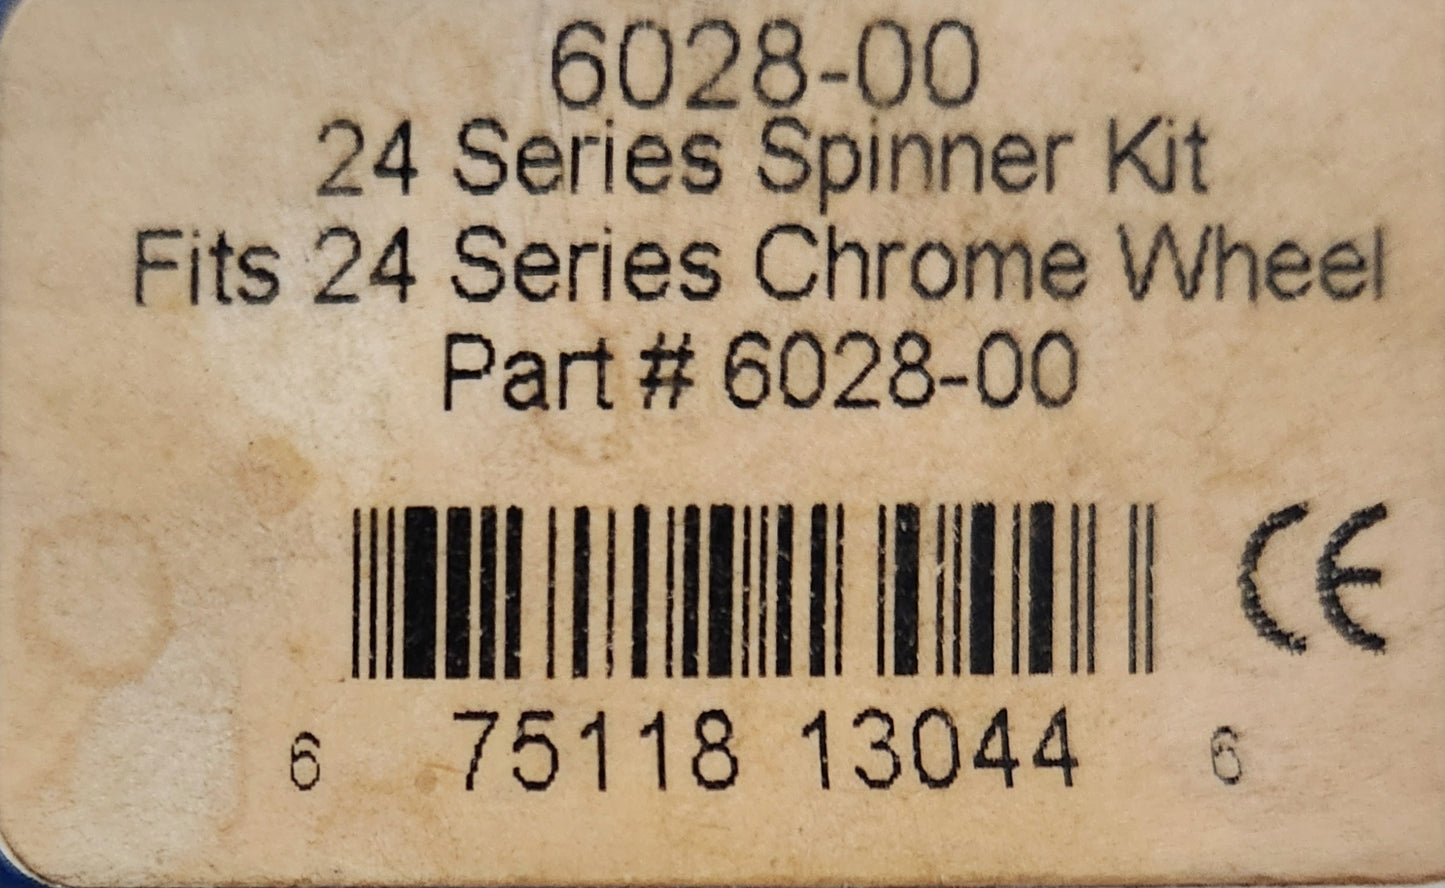 6028-00
24 Series Spinner Kit
Fits 24 Series Chrome Wheel
Part # 6028-00
CE
6 75118 13044 6